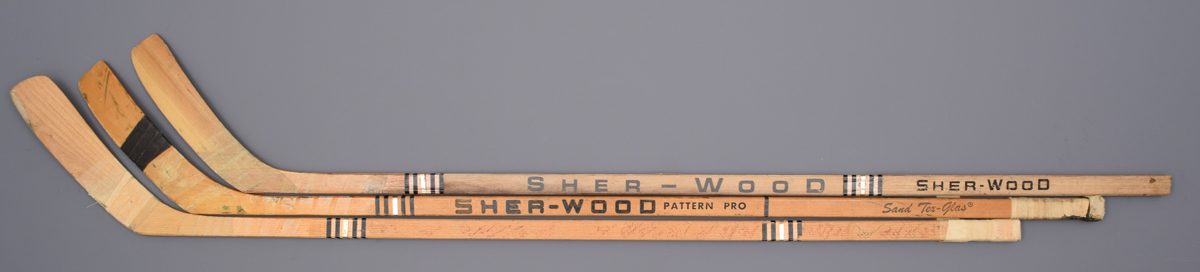 SHER-WOOD SHER-WOOD
SHER-WOOD PATTERN PRO Sand Tex-Glas®